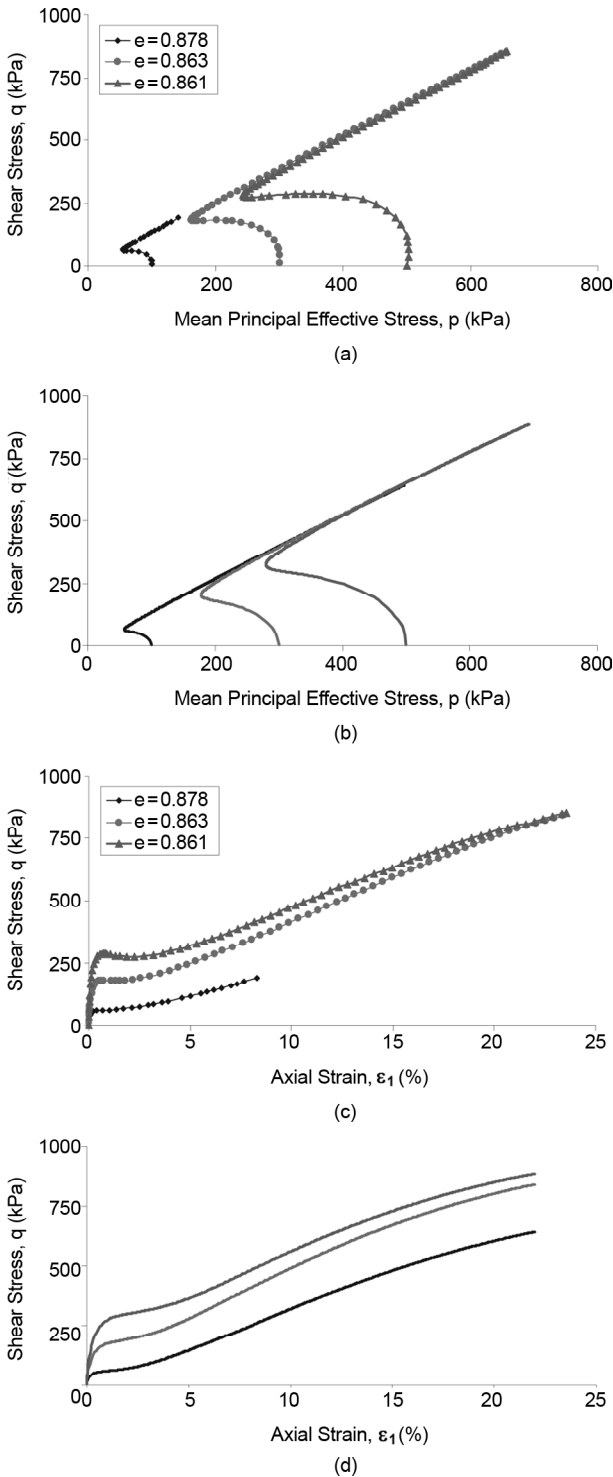 1000
750
500
250
0
Shear Stress, q (kPa)
e=0.878
e=0.863
e=0.861
0 200 400 600 800
Mean Principal Effective Stress, p (kPa)
(a)
1000
750
500
250
0
Shear Stress, q (kPa)
0 200 400 600 800
Mean Principal Effective Stress, p (kPa)
(b)
1000
750
500
250
0
Shear Stress, q (kPa)
e=0.878
e=0.863
e=0.861
0 5 10 15 20 25
Axial Strain, ε1 (%)
(c)
1000
750
500
250
0
Shear Stress, q (kPa)
0 5 10 15 20 25
Axial Strain, ε1 (%)
(d)